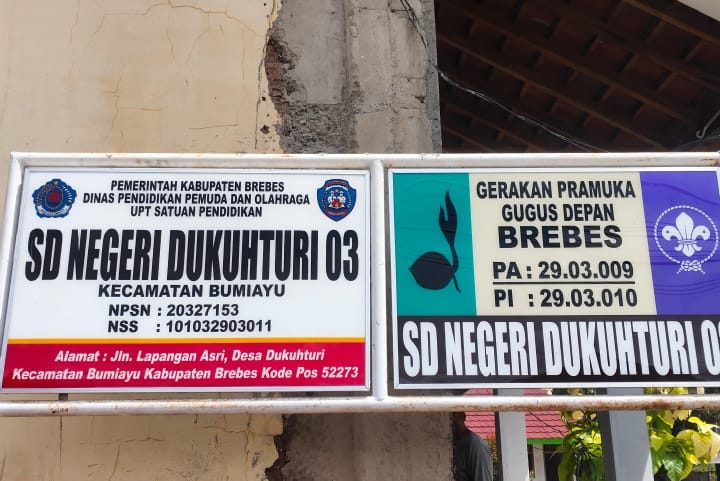 PEMERINTAH KABUPATEN BREBES
DINAS PENDIDIKAN PEMUDA DAN OLAHRAGA
UPT SATUAN PENDIDIKAN
SD NEGERI DUKUHTURI 03
KECAMATAN BUMIAYU
NPSN : 20327153
NSS : 101032903011
Alamat : Jln. Lapangan Asri, Desa Dukuhturi
Kecamatan Bumiayu Kabupaten Brebes Kode Pos 52273
GERAKAN PRAMUKA
GUGUS DEPAN
BREBES
PA : 29.03.009
PI : 29.03.010
SD NEGERI DUKUHTURI 0